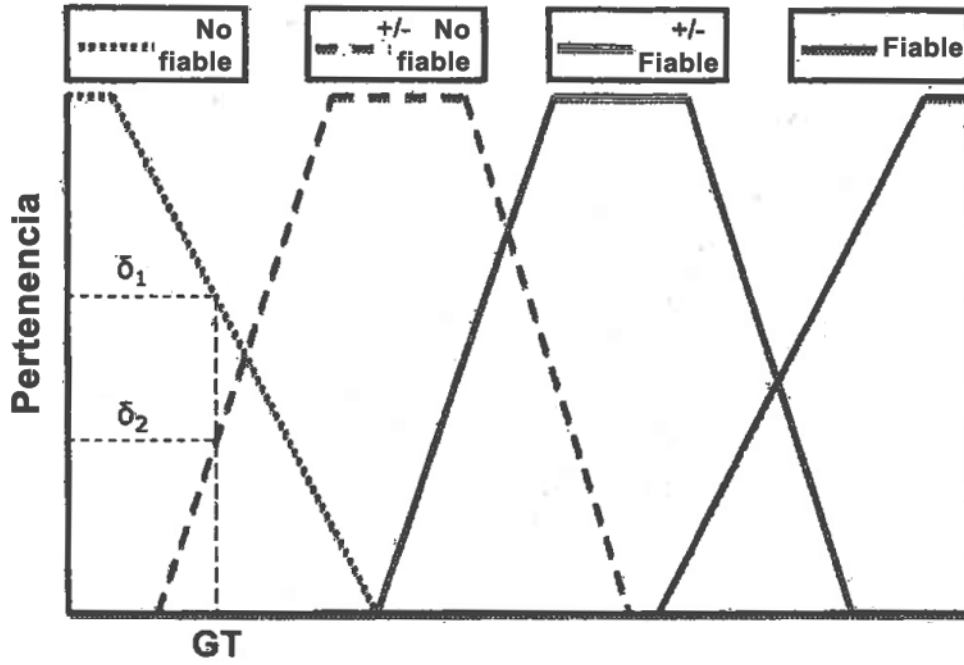 No
fiable
+/- No
fiable
+/-
Fiable
Fiable
Pertenencia
δ1
δ2
GT